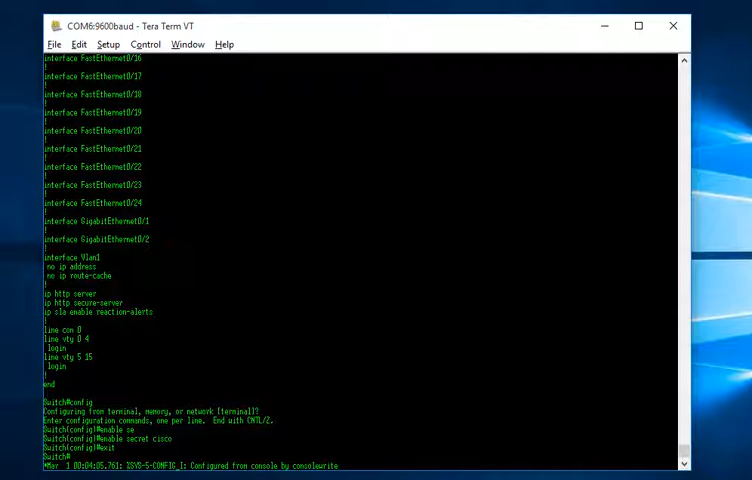 COM6:9600baud - Tera Term VT
File Edit Setup Control Window Help
interface FastEthernet0/16
!
interface FastEthernet0/17
!
interface FastEthernet0/18
!
interface FastEthernet0/19
!
interface FastEthernet0/20
!
interface FastEthernet0/21
!
interface FastEthernet0/22
!
interface FastEthernet0/23
!
interface FastEthernet0/24
!
interface GigabitEthernet0/1
!
interface GigabitEthernet0/2
!
interface Vlan1
no ip address
no ip route-cache
!
ip http server
ip http secure-server
ip sla enable reaction-alerts
!
line con 0
line vty 0 4
login
line vty 5 15
login
!
end
Switch#config
Configuring from terminal, memory, or network [terminal]?
Enter configuration commands, one per line. End with CNTL/Z.
Switch(config)#enable se
Switch(config)#enable secret cisco
Switch(config)#exit
Switch#
*Mar 1 00:04:05.761: %SYS-5-CONFIG_I: Configured from console by consolewrite